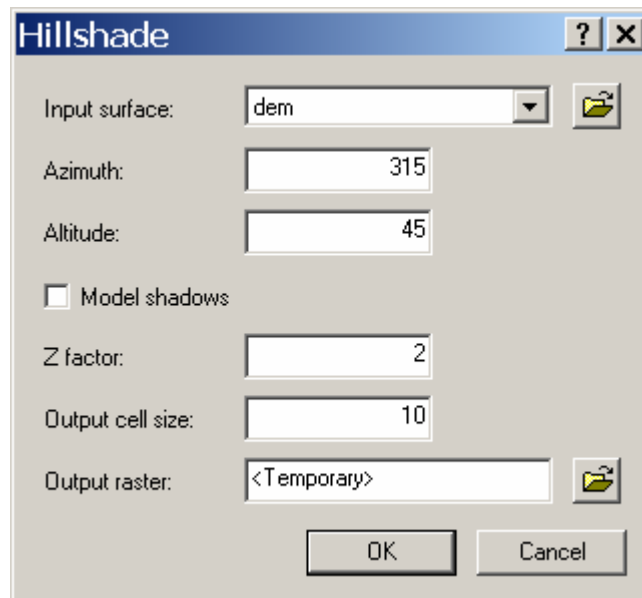 Hillshade
Input surface: dem
Azimuth: 315
Altitude: 45
Model shadows
Z factor: 2
Output cell size: 10
Output raster: <Temporary>
OK Cancel